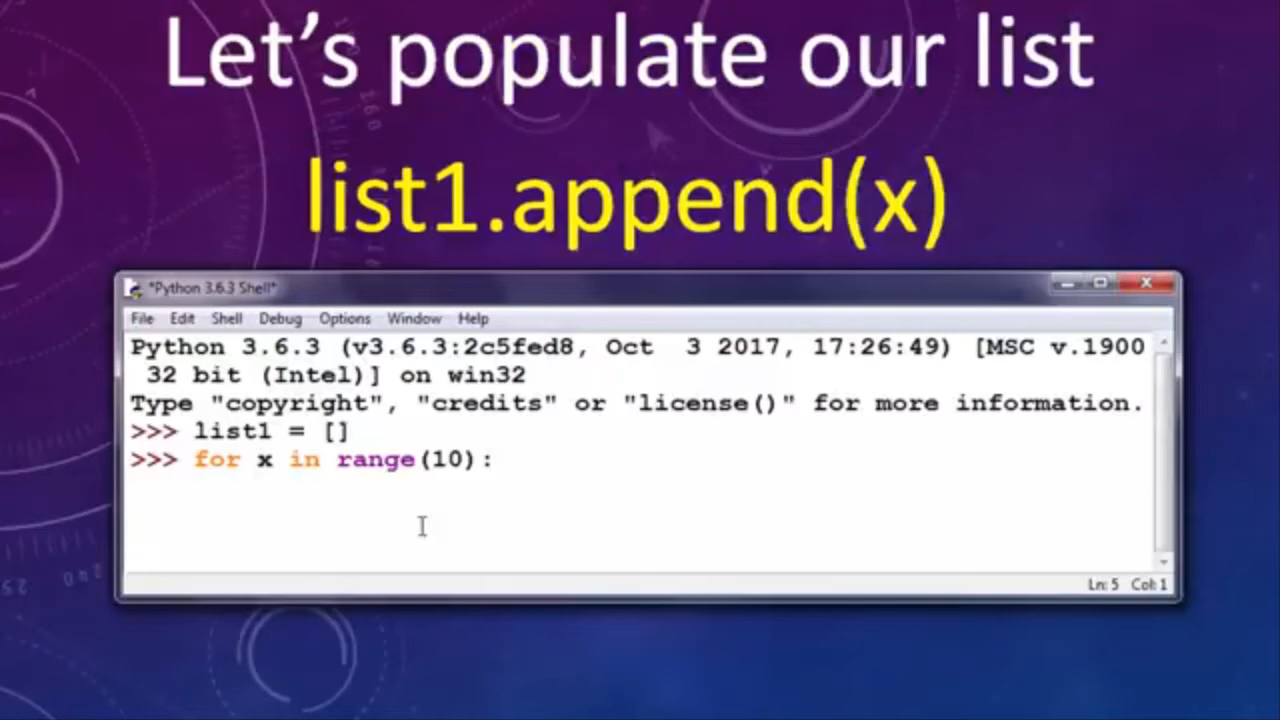 Let's populate our list
list1.append(x)
*Python 3.6.3 Shell*
File Edit Shell Debug Options Window Help
Python 3.6.3 (v3.6.3:2c5fed8, Oct  3 2017, 17:26:49) [MSC v.1900
 32 bit (Intel)] on win32
Type "copyright", "credits" or "license()" for more information.
>>> list1 = []
>>> for x in range(10):
Ln: 5 Col: 1
160
240